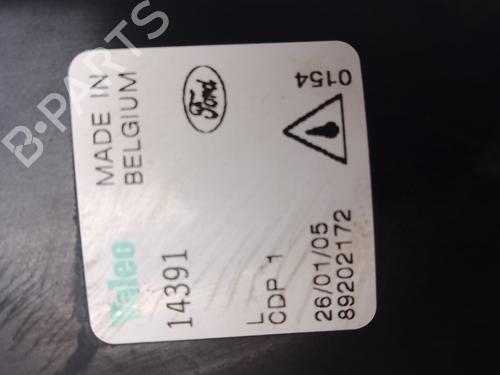 Valeo
MADE IN
BELGIUM
14391
Ford
L
CDP 1
0154
26/01/05
89202172
B-PARTS